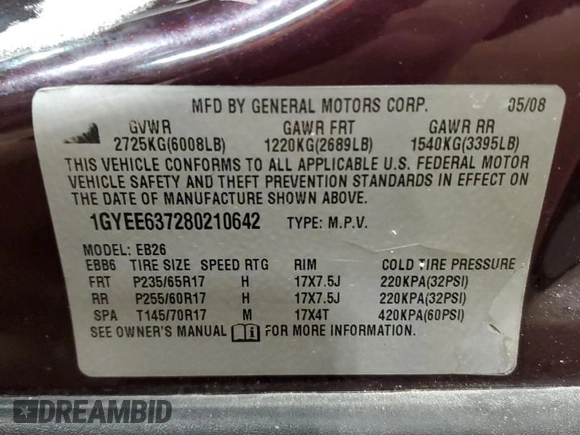 MFD BY GENERAL MOTORS CORP. 05/08
GVWR GAWR FRT GAWR RR
2725KG(6008LB) 1220KG(2689LB) 1540KG(3395LB)
THIS VEHICLE CONFORMS TO ALL APPLICABLE U.S. FEDERAL MOTOR
VEHICLE SAFETY AND THEFT PREVENTION STANDARDS IN EFFECT ON
THE DATE OF MANUFACTURE SHOWN ABOVE.
1GYEE637280210642 TYPE: M.P.V.
MODEL: EB26
EBB6 TIRE SIZE SPEED RTG RIM COLD TIRE PRESSURE
FRT P235/65R17 H 17X7.5J 220KPA(32PSI)
RR P255/60R17 H 17X7.5J 220KPA(32PSI)
SPA T145/70R17 M 17X4T 420KPA(60PSI)
SEE OWNER'S MANUAL FOR MORE INFORMATION.
DREAMBID